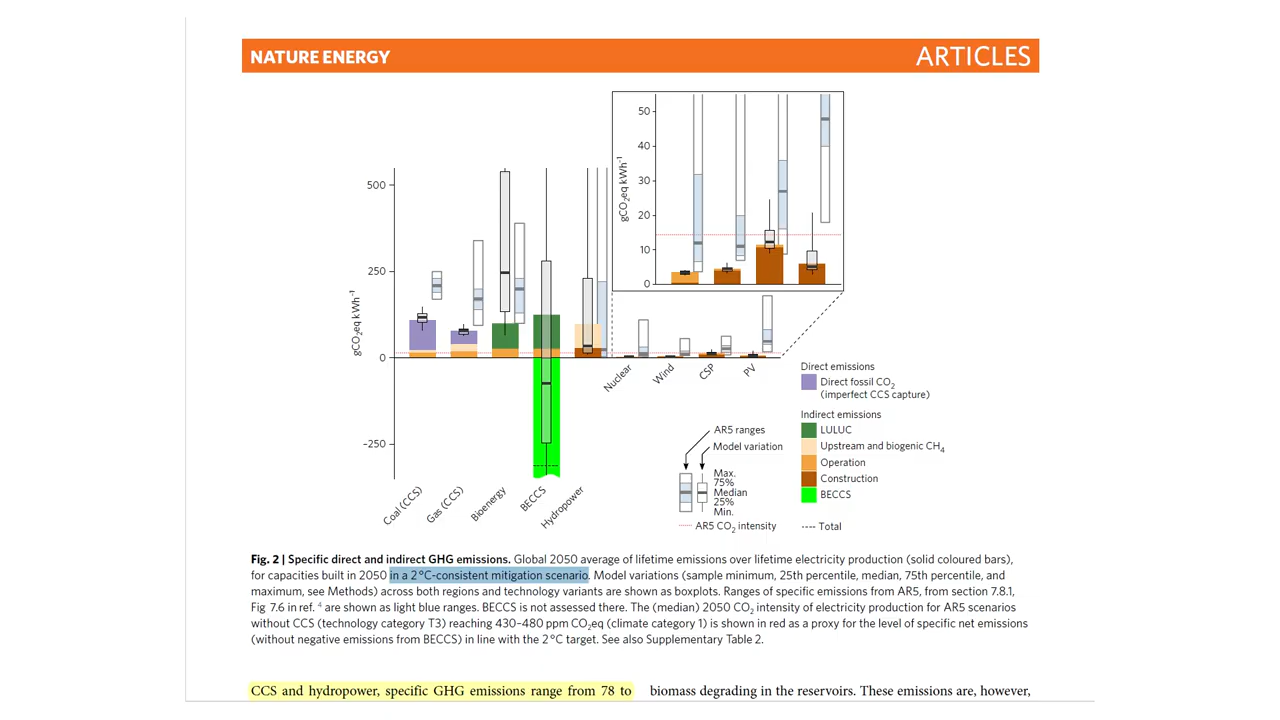 NATURE ENERGY
ARTICLES
50
40
30
20
10
0
gCO₂eq kWh⁻¹
500
250
0
−250
gCO₂eq kWh⁻¹
Coal (CCS)
Gas (CCS)
Bioenergy
BECCS
Hydropower
Nuclear
Wind
CSP
PV
AR5 ranges
Model variation
Max.
75%
Median
25%
Min.
AR5 CO₂ intensity
Direct emissions
Direct fossil CO₂
(imperfect CCS capture)
Indirect emissions
LULUC
Upstream and biogenic CH₄
Operation
Construction
BECCS
Total
Fig. 2 | Specific direct and indirect GHG emissions. Global 2050 average of lifetime emissions over lifetime electricity production (solid coloured bars),
for capacities built in 2050 in a 2 °C-consistent mitigation scenario. Model variations (sample minimum, 25th percentile, median, 75th percentile, and
maximum, see Methods) across both regions and technology variants are shown as boxplots. Ranges of specific emissions from AR5, from section 7.8.1,
Fig 7.6 in ref. ⁴ are shown as light blue ranges. BECCS is not assessed there. The (median) 2050 CO₂ intensity of electricity production for AR5 scenarios
without CCS (technology category T3) reaching 430–480 ppm CO₂eq (climate category 1) is shown in red as a proxy for the level of specific net emissions
(without negative emissions from BECCS) in line with the 2 °C target. See also Supplementary Table 2.
CCS and hydropower, specific GHG emissions range from 78 to
biomass degrading in the reservoirs. These emissions are, however,